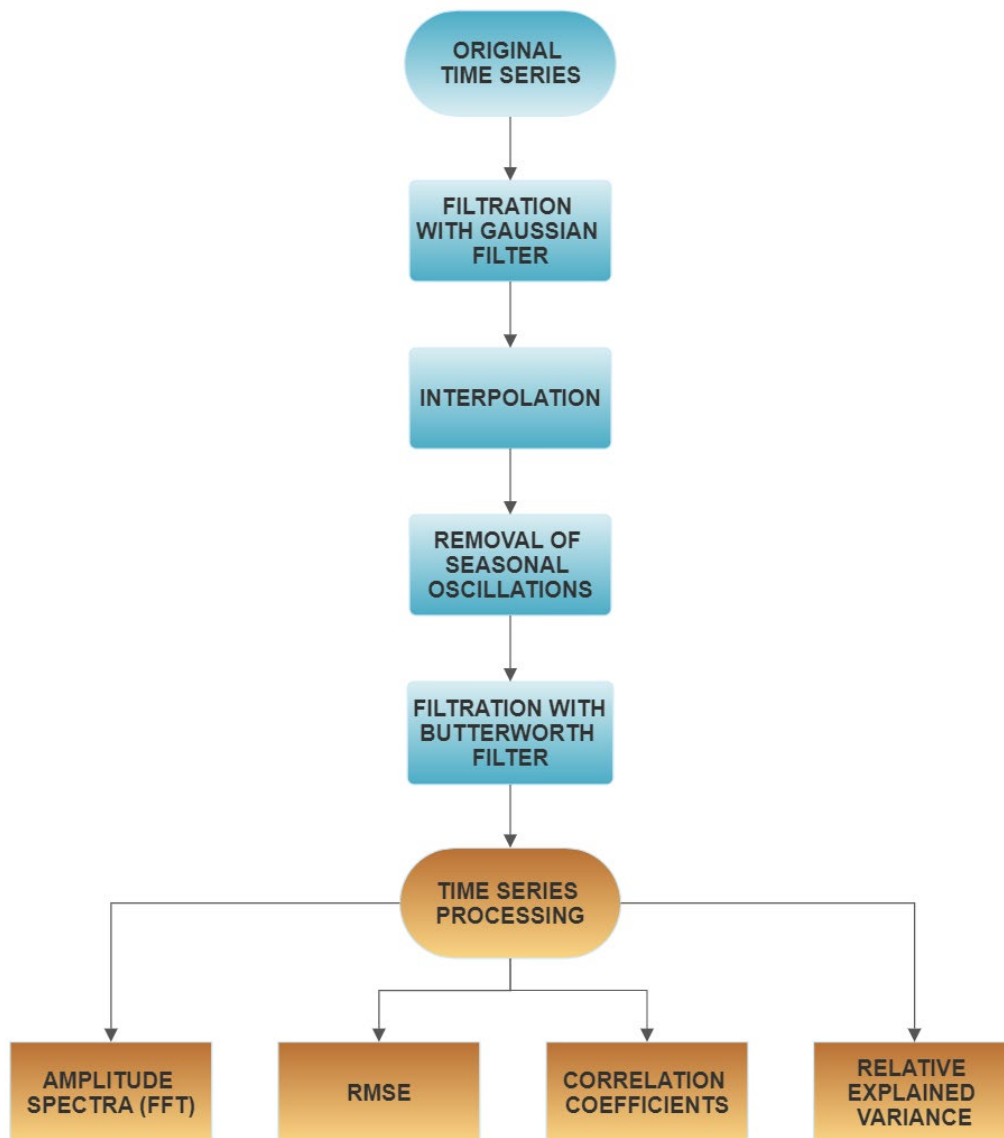 ORIGINAL
TIME SERIES
FILTRATION
WITH GAUSSIAN
FILTER
INTERPOLATION
REMOVAL OF
SEASONAL
OSCILLATIONS
FILTRATION WITH
BUTTERWORTH
FILTER
TIME SERIES
PROCESSING
AMPLITUDE
SPECTRA (FFT)
RMSE
CORRELATION
COEFFICIENTS
RELATIVE
EXPLAINED
VARIANCE